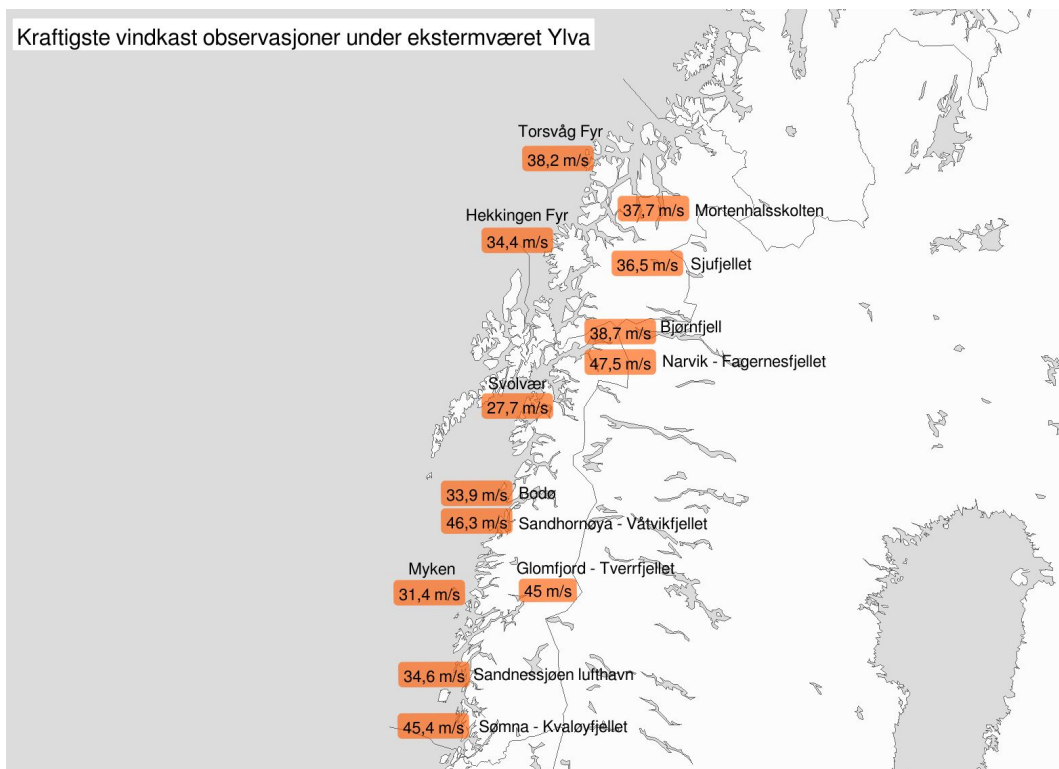 Kraftigste vindkast observasjoner under ekstermværet Ylva
Torsvåg Fyr
38,2 m/s
37,7 m/s Mortenhalsskolten
Hekkingen Fyr
34,4 m/s
36,5 m/s Sjufjellet
38,7 m/s Bjørnfjell
47,5 m/s Narvik - Fagernesfjellet
Svolvær
27,7 m/s
33,9 m/s Bodø
46,3 m/s Sandhornøya - Våtvikfjellet
Glomfjord - Tverrfjellet
45 m/s
Myken
31,4 m/s
34,6 m/s Sandnessjøen lufthavn
45,4 m/s Sømna - Kvaløyfjellet